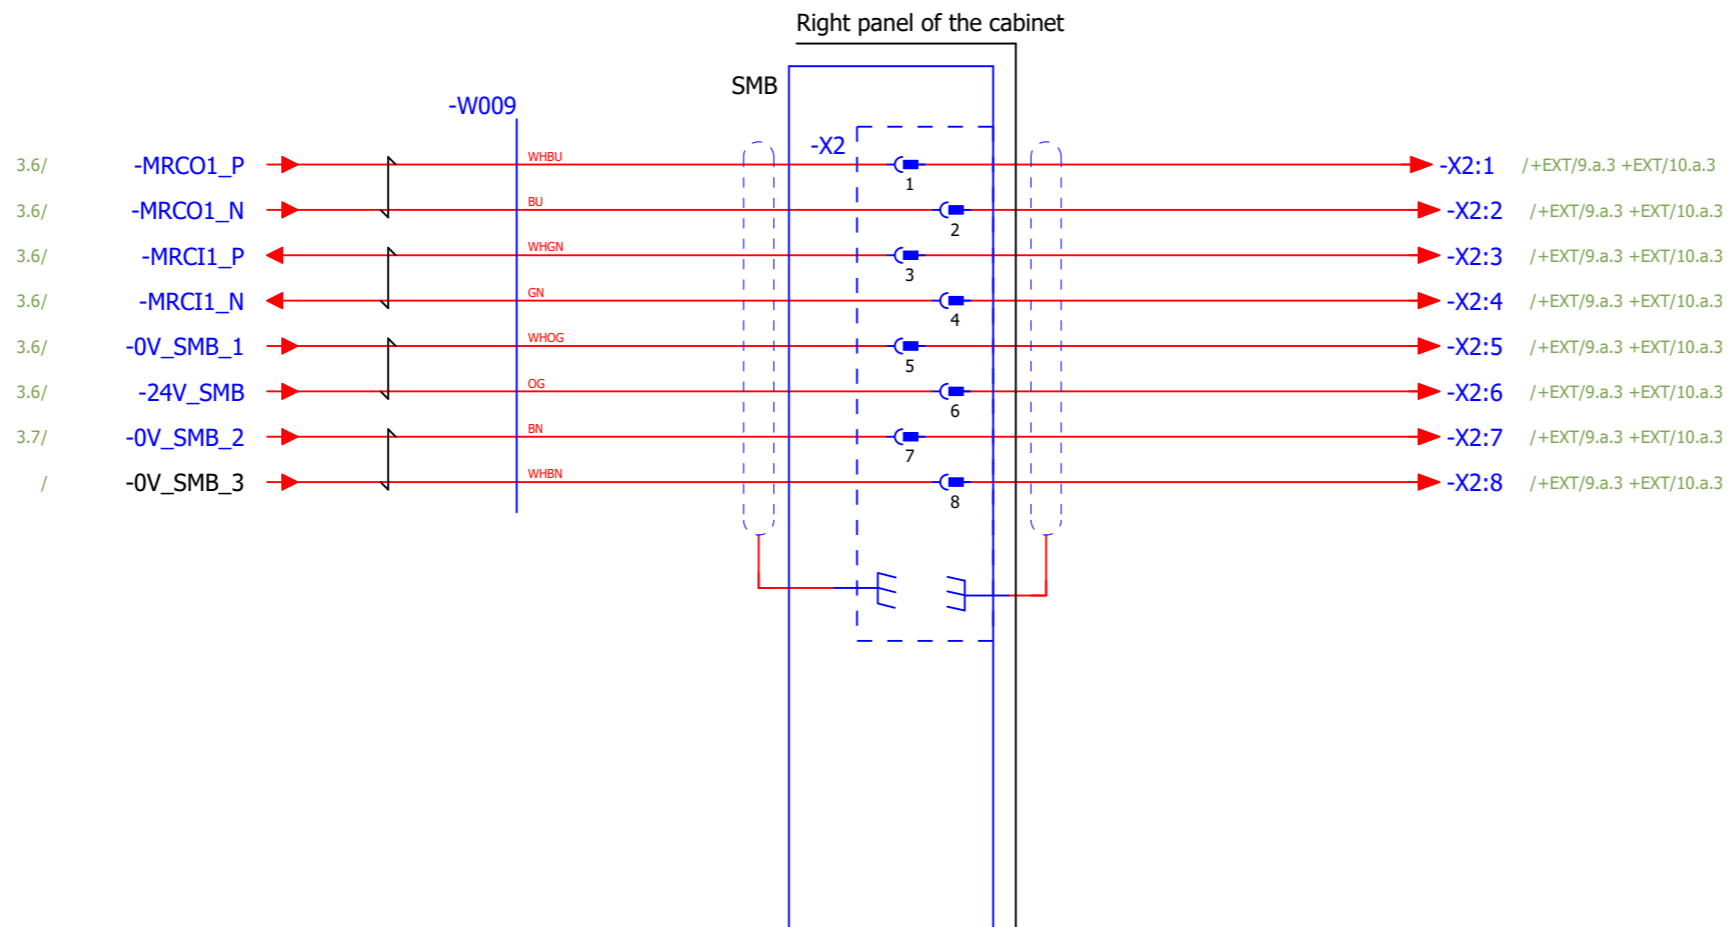 Right panel of the cabinet
SMB
-W009
-X2
3.6/ -MRCO1_P WHBU 1 -X2:1 /+EXT/9.a.3 +EXT/10.a.3
3.6/ -MRCO1_N BU 2 -X2:2 /+EXT/9.a.3 +EXT/10.a.3
3.6/ -MRCI1_P WHGN 3 -X2:3 /+EXT/9.a.3 +EXT/10.a.3
3.6/ -MRCI1_N GN 4 -X2:4 /+EXT/9.a.3 +EXT/10.a.3
3.6/ -0V_SMB_1 WHOG 5 -X2:5 /+EXT/9.a.3 +EXT/10.a.3
3.6/ -24V_SMB OG 6 -X2:6 /+EXT/9.a.3 +EXT/10.a.3
3.7/ -0V_SMB_2 BN 7 -X2:7 /+EXT/9.a.3 +EXT/10.a.3
/ -0V_SMB_3 WHBN 8 -X2:8 /+EXT/9.a.3 +EXT/10.a.3